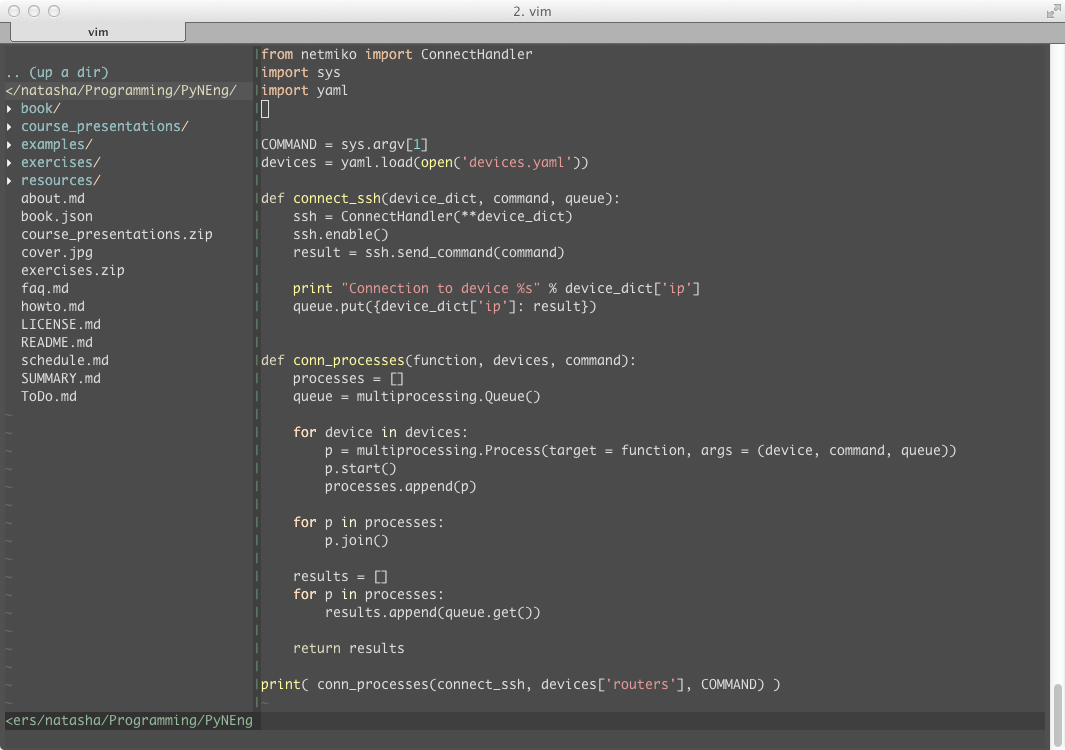 2. vim
vim
.. (up a dir)
</natasha/Programming/PyNEng/
▸ book/
▸ course_presentations/
▸ examples/
▸ exercises/
▸ resources/
about.md
book.json
course_presentations.zip
cover.jpg
exercises.zip
faq.md
howto.md
LICENSE.md
README.md
schedule.md
SUMMARY.md
ToDo.md
<ers/natasha/Programming/PyNEng
from netmiko import ConnectHandler
import sys
import yaml

COMMAND = sys.argv[1]
devices = yaml.load(open('devices.yaml'))

def connect_ssh(device_dict, command, queue):
    ssh = ConnectHandler(**device_dict)
    ssh.enable()
    result = ssh.send_command(command)

    print "Connection to device %s" % device_dict['ip']
    queue.put({device_dict['ip']: result})


def conn_processes(function, devices, command):
    processes = []
    queue = multiprocessing.Queue()

    for device in devices:
        p = multiprocessing.Process(target = function, args = (device, command, queue))
        p.start()
        processes.append(p)

    for p in processes:
        p.join()

    results = []
    for p in processes:
        results.append(queue.get())

    return results

print( conn_processes(connect_ssh, devices['routers'], COMMAND) )